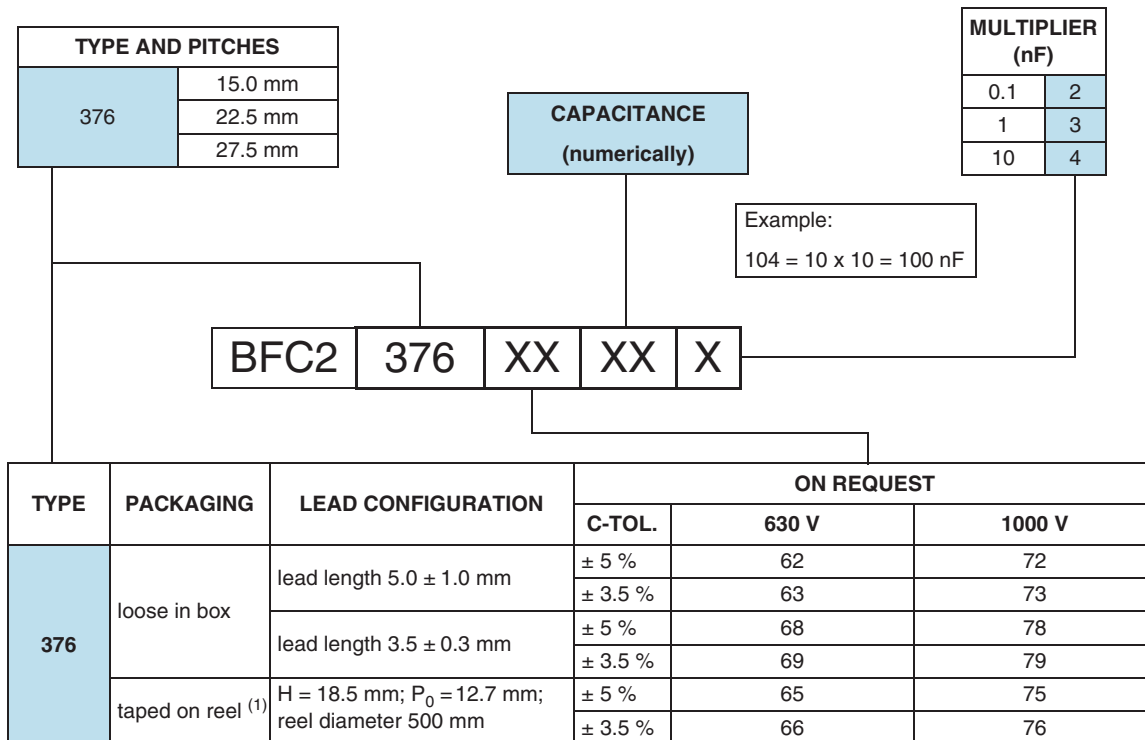 TYPE AND PITCHES
376
15.0 mm
22.5 mm
27.5 mm
CAPACITANCE
(numerically)
MULTIPLIER
(nF)
0.1 2
1 3
10 4
Example:
104 = 10 x 10 = 100 nF
BFC2 376 XX XX X
TYPE PACKAGING LEAD CONFIGURATION ON REQUEST
C-TOL. 630 V 1000 V
376 loose in box lead length 5.0 ± 1.0 mm ± 5 % 62 72
± 3.5 % 63 73
lead length 3.5 ± 0.3 mm ± 5 % 68 78
± 3.5 % 69 79
taped on reel (1) H = 18.5 mm; P0 = 12.7 mm; ± 5 % 65 75
reel diameter 500 mm ± 3.5 % 66 76